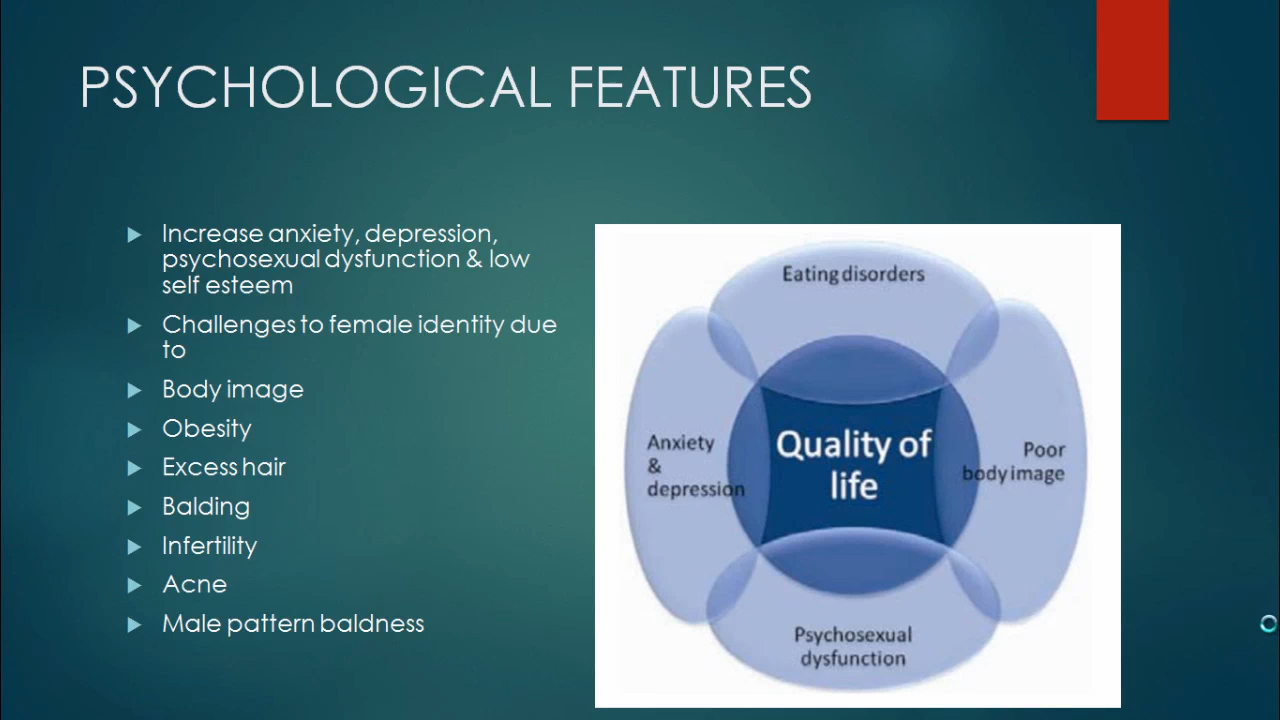 PSYCHOLOGICAL FEATURES
Increase anxiety, depression,
psychosexual dysfunction & low
self esteem
Challenges to female identity due
to
Body image
Obesity
Excess hair
Balding
Infertility
Acne
Male pattern baldness
Eating disorders
Anxiety
&
depression
Quality of
life
Poor
body image
Psychosexual
dysfunction